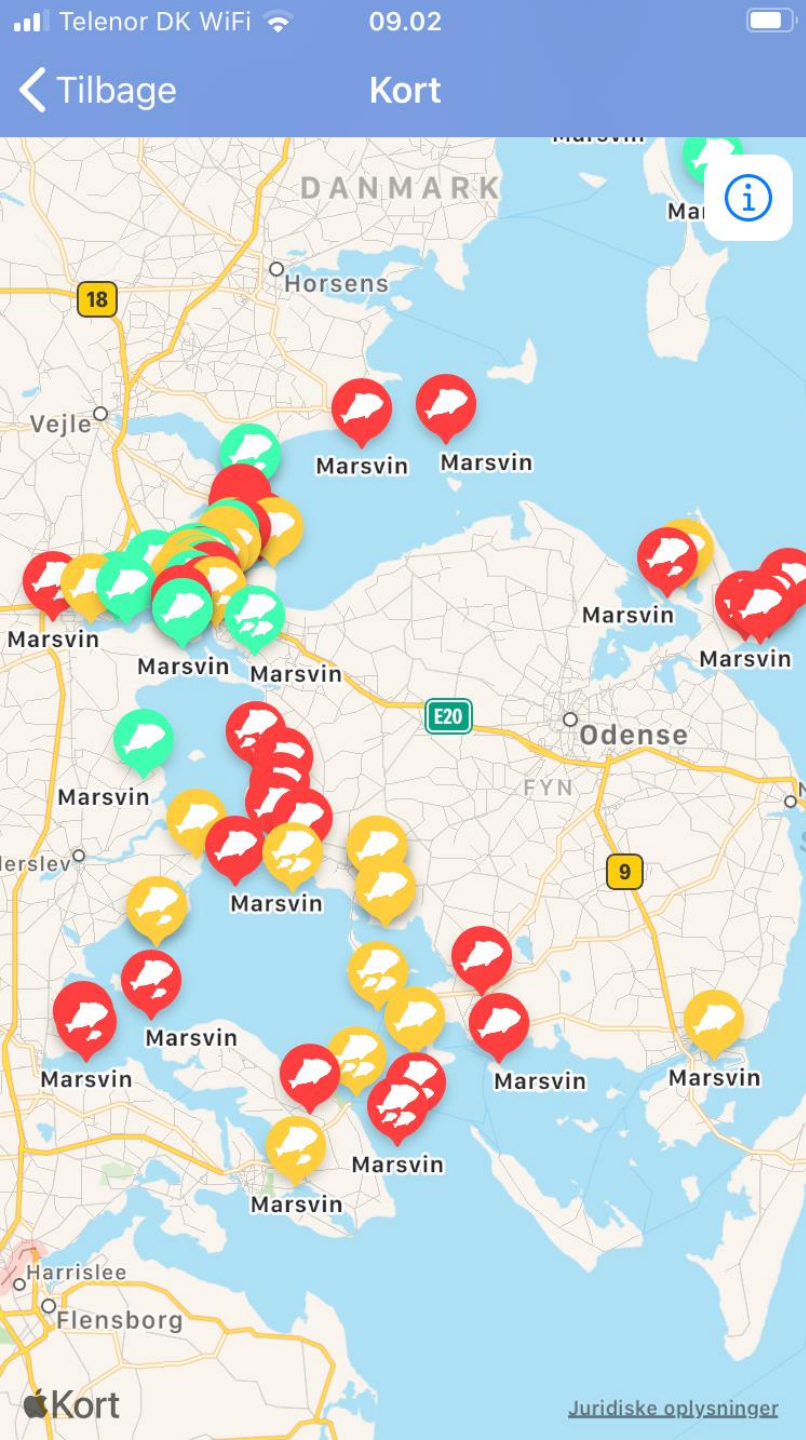 Telenor DK WiFi 09.02
Tilbage Kort
DANMARK
Horsens
18
Vejle
Marsvin Marsvin
Marsvin
Marsvin
Marsvin Marsvin
Marsvin
E20
Odense
FYN
Marsvin
9
Marsvin
Marsvin
Marsvin
Marsvin
Marsvin
Marsvin
Marsvin
Harrislee
Flensborg
Kort
Juridiske oplysninger